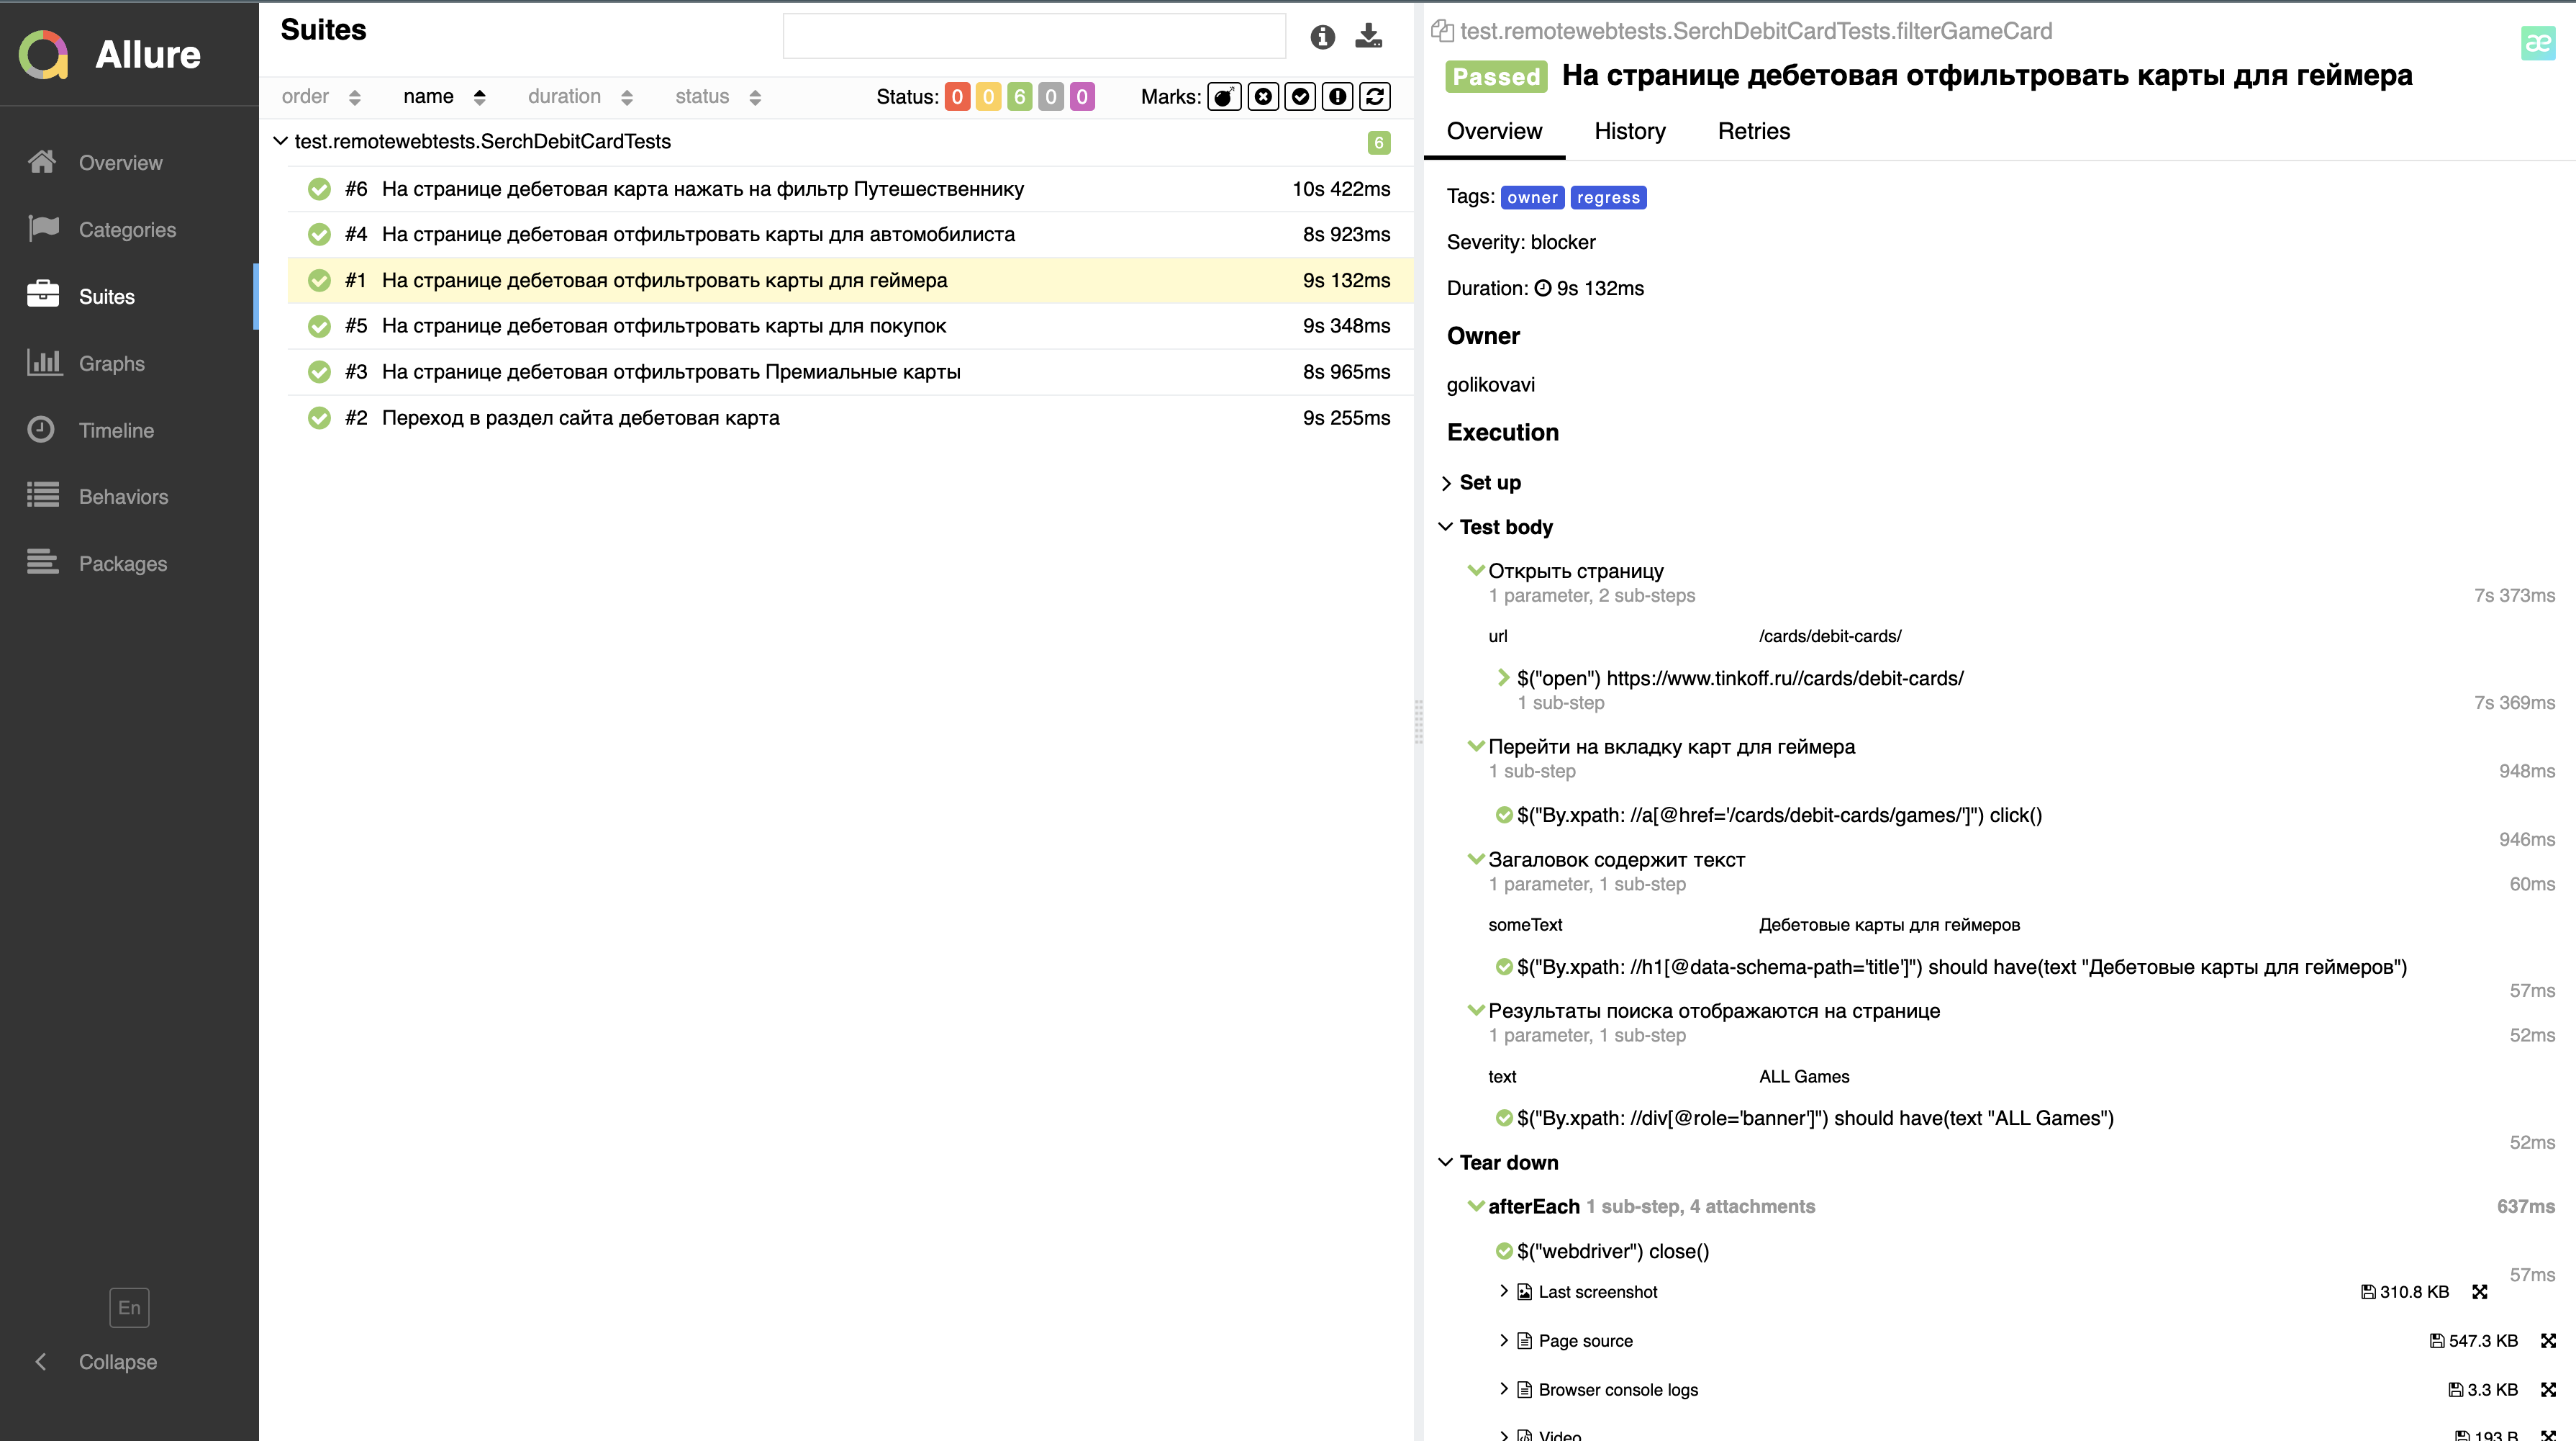 Allure
Overview
Categories
Suites
Graphs
Timeline
Behaviors
Packages
En
Collapse
Suites
order name duration status Status: 0 0 6 0 0 Marks:
test.remotewebtests.SerchDebitCardTests 6
#6 На странице дебетовая карта нажать на фильтр Путешественнику 10s 422ms
#4 На странице дебетовая отфильтровать карты для автомобилиста 8s 923ms
#1 На странице дебетовая отфильтровать карты для геймера 9s 132ms
#5 На странице дебетовая отфильтровать карты для покупок 9s 348ms
#3 На странице дебетовая отфильтровать Премиальные карты 8s 965ms
#2 Переход в раздел сайта дебетовая карта 9s 255ms
test.remotewebtests.SerchDebitCardTests.filterGameCard
æ
Passed На странице дебетовая отфильтровать карты для геймера
Overview History Retries
Tags: owner regress
Severity: blocker
Duration: 9s 132ms
Owner
golikovavi
Execution
Set up
Test body
Открыть страницу
1 parameter, 2 sub-steps 7s 373ms
url /cards/debit-cards/
$("open") https://www.tinkoff.ru//cards/debit-cards/
1 sub-step 7s 369ms
Перейти на вкладку карт для геймера
1 sub-step 948ms
$("By.xpath: //a[@href='/cards/debit-cards/games/']") click()
946ms
Загаловок содержит текст
1 parameter, 1 sub-step 60ms
someText Дебетовые карты для геймеров
$("By.xpath: //h1[@data-schema-path='title']") should have(text "Дебетовые карты для геймеров")
57ms
Результаты поиска отображаются на странице
1 parameter, 1 sub-step 52ms
text ALL Games
$("By.xpath: //div[@role='banner']") should have(text "ALL Games")
52ms
Tear down
afterEach 1 sub-step, 4 attachments 637ms
$("webdriver") close()
57ms
Last screenshot 310.8 KB
Page source 547.3 KB
Browser console logs 3.3 KB
Video 193 B